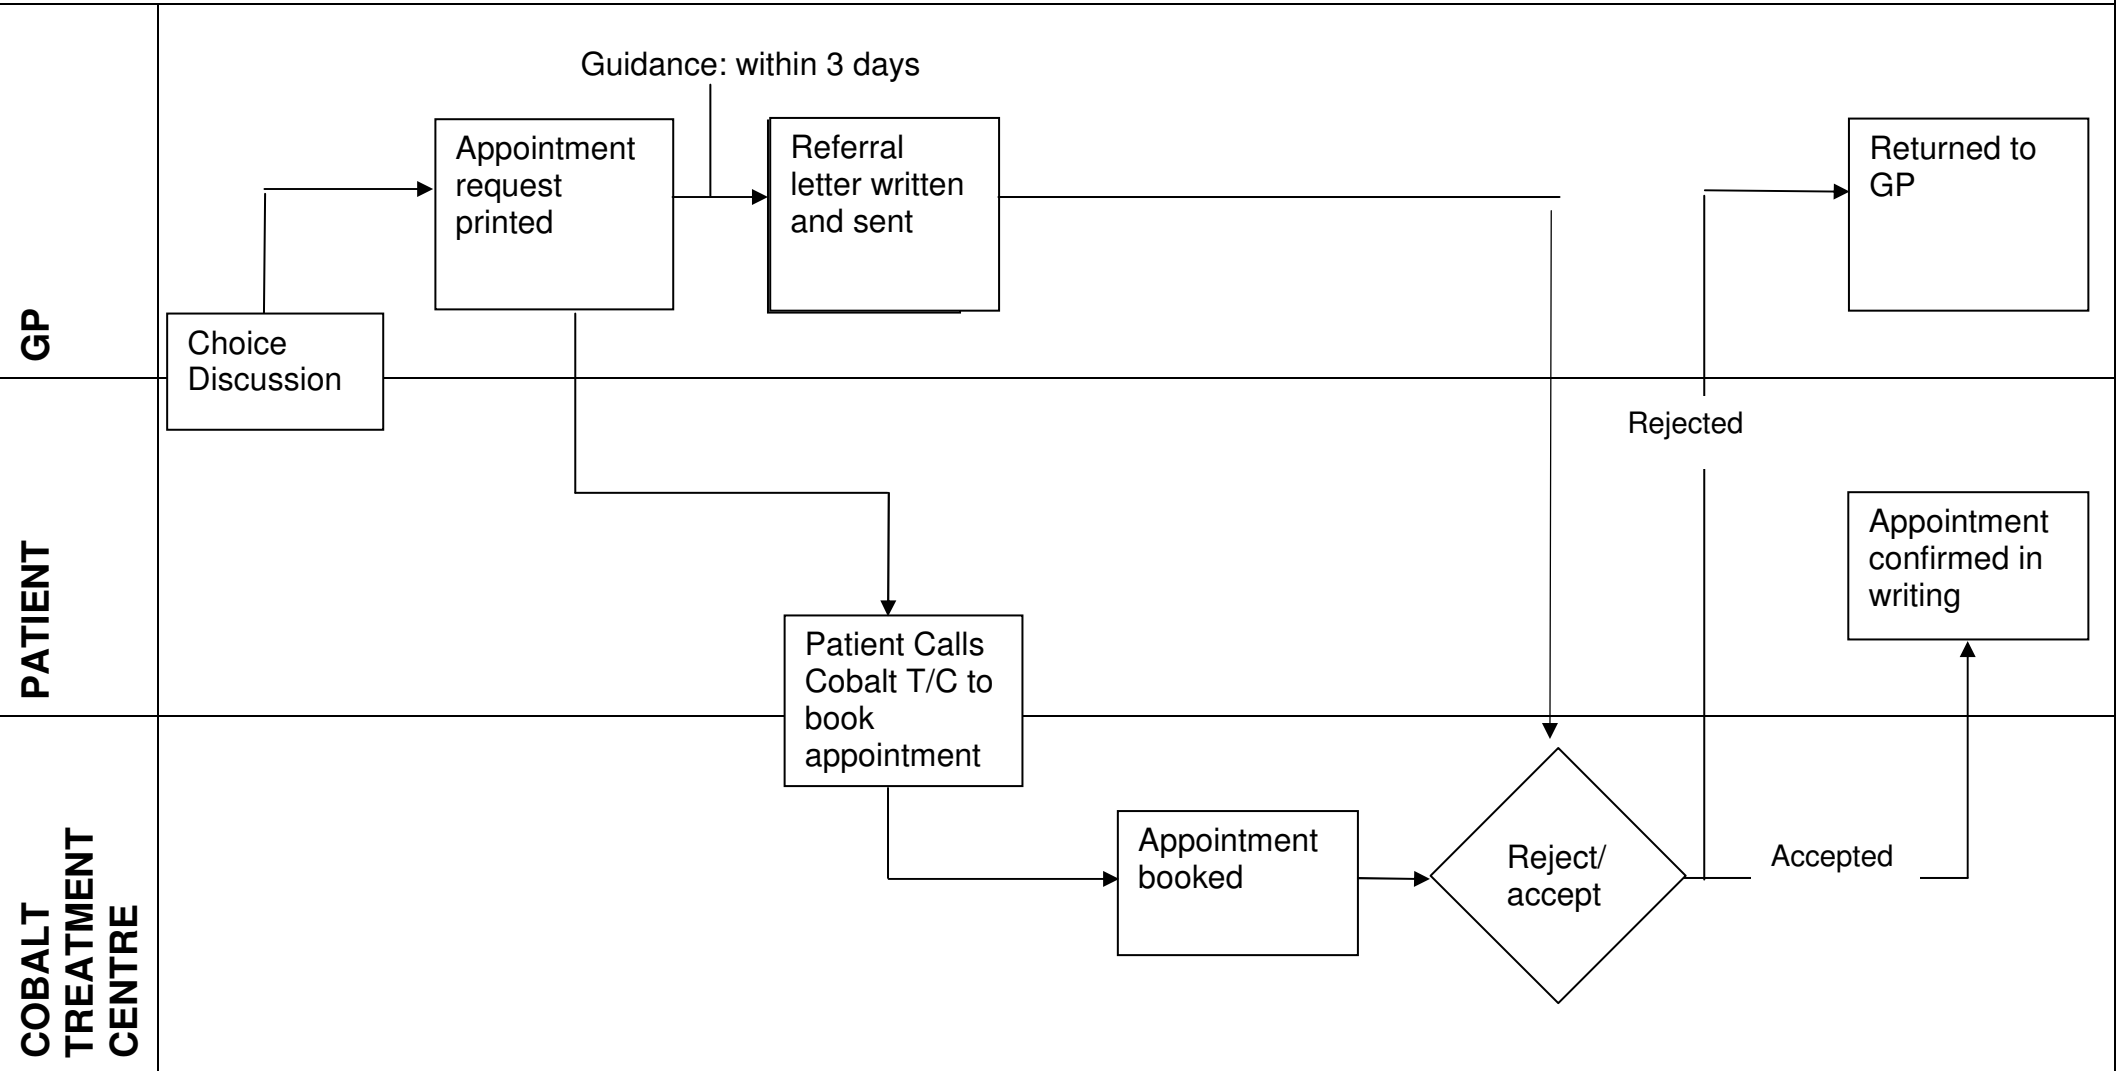 Guidance: within 3 days
Appointment
request
printed
Referral
letter written
and sent
Returned to
GP
GP
Choice
Discussion
Rejected
PATIENT
Appointment
confirmed in
writing
Patient Calls
Cobalt T/C to
book
appointment
COBALT
TREATMENT
CENTRE
Appointment
booked
Reject/
accept
Accepted